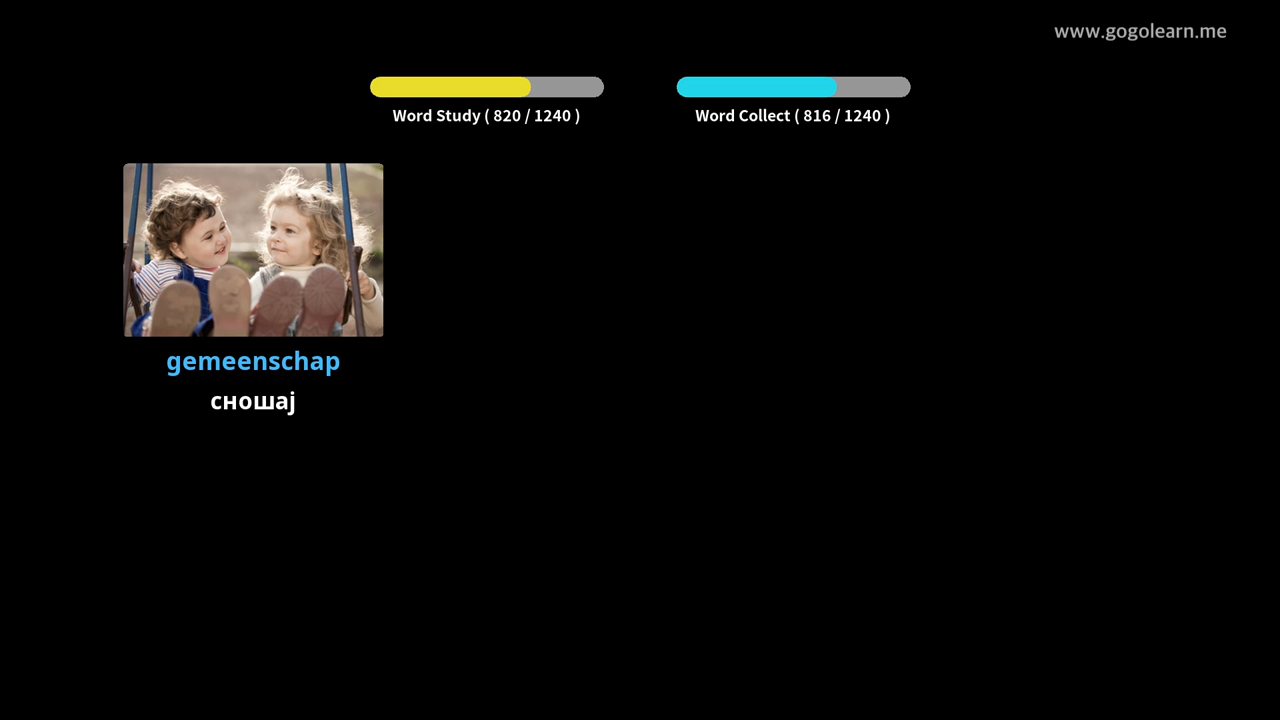 www.gogolearn.me
Word Study ( 820 / 1240 )
Word Collect ( 816 / 1240 )
gemeenschap
сношај